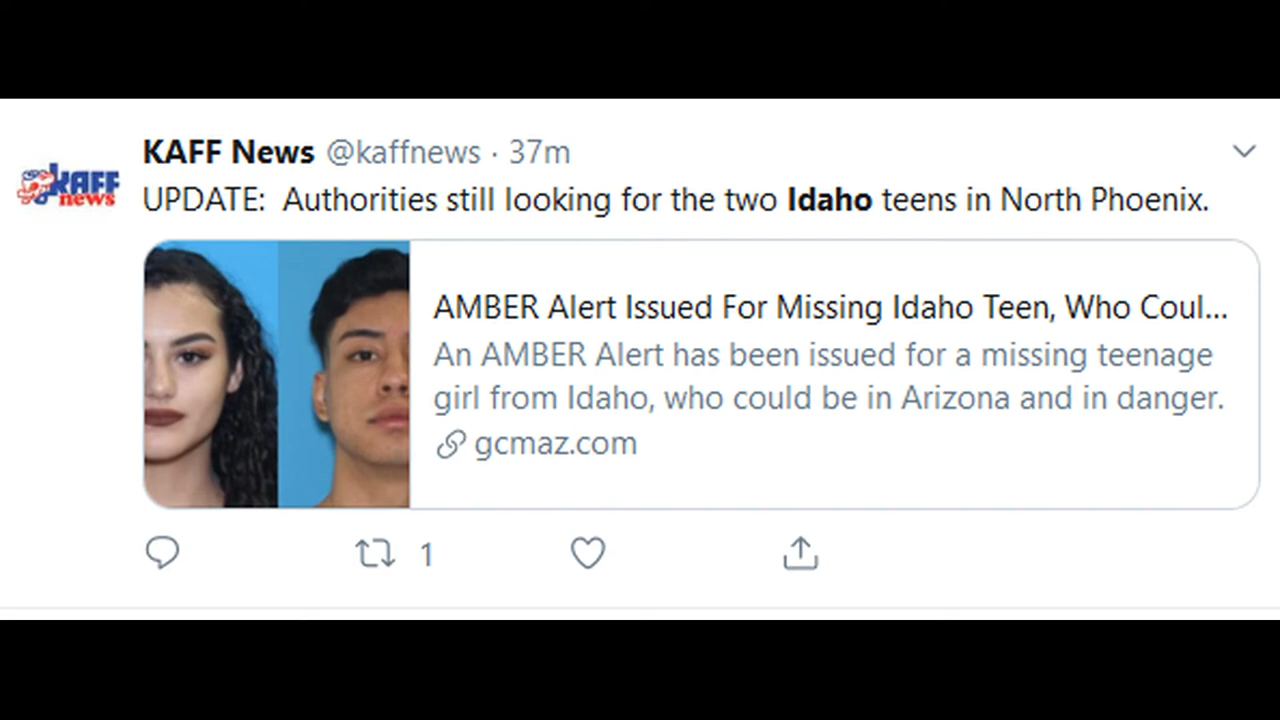 KAFF News @kaffnews · 37m
KAFF
news
UPDATE: Authorities still looking for the two Idaho teens in North Phoenix.
AMBER Alert Issued For Missing Idaho Teen, Who Coul...
An AMBER Alert has been issued for a missing teenage
girl from Idaho, who could be in Arizona and in danger.
gcmaz.com
1